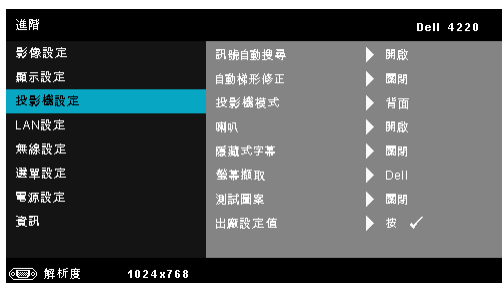 進階 Dell 4220
影像設定 訊號自動搜尋 開啟
顯示設定 自動梯形修正 關閉
投影機設定 投影機模式 背面
LAN設定 喇叭 開啟
無線設定 隱藏式字幕 關閉
選單設定 螢幕擷取 Dell
電源設定 測試圖案 關閉
資訊 出廠設定值 按 ✓
解析度 1024x768